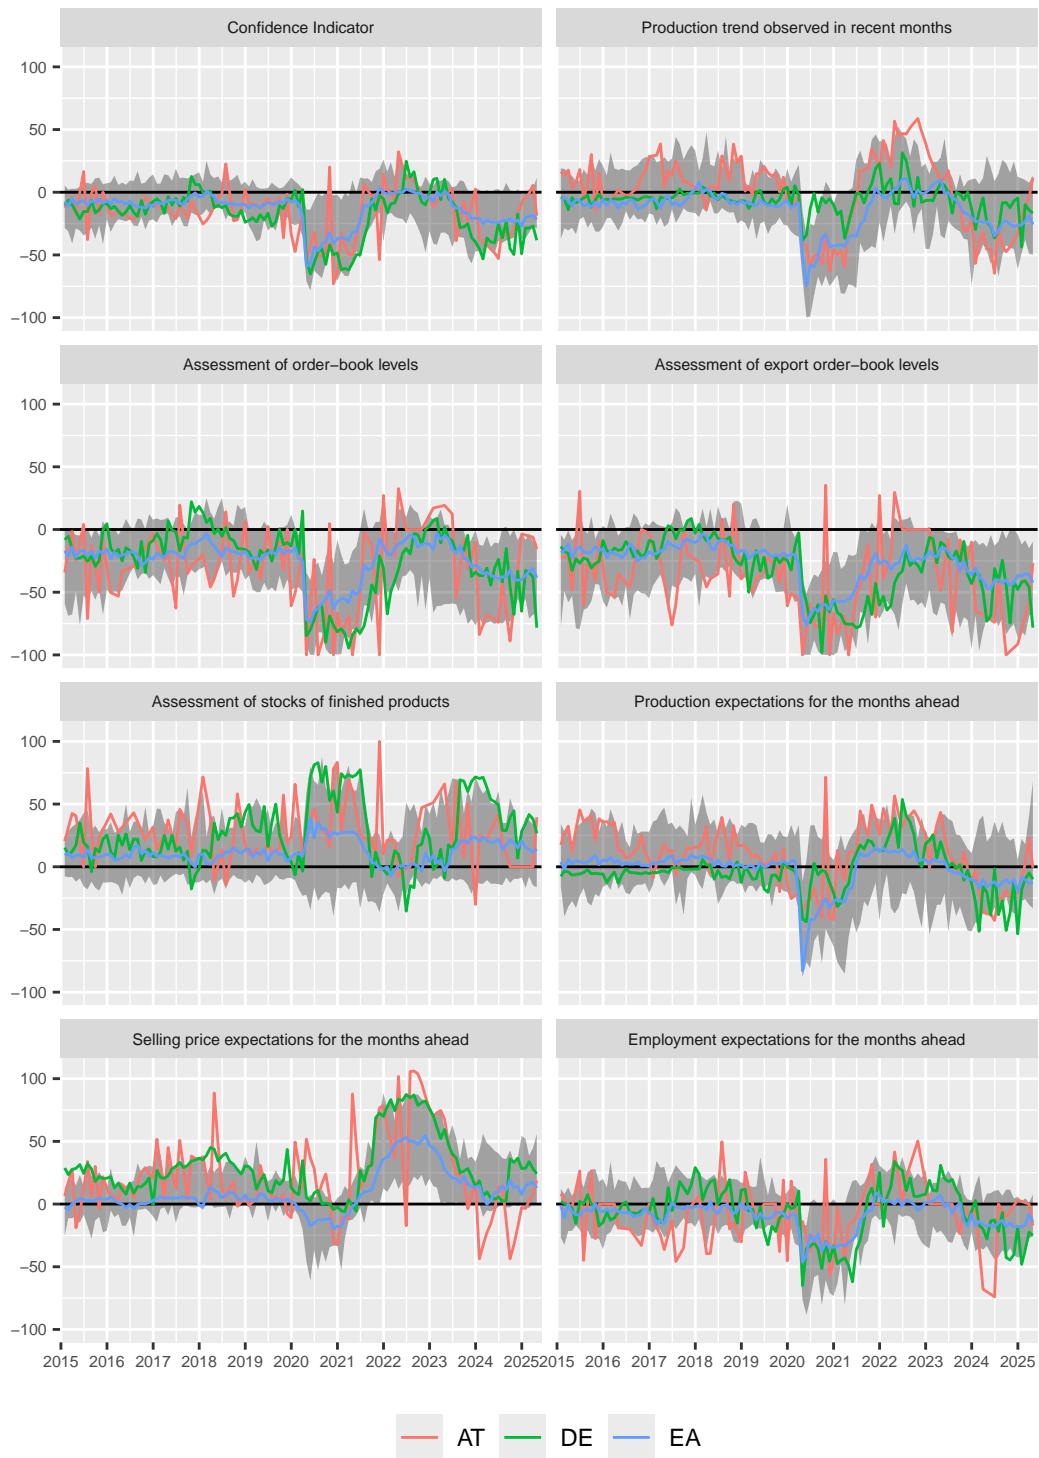 Confidence Indicator
Production trend observed in recent months
100
50
0
−50
−100
Assessment of order−book levels
Assessment of export order−book levels
100
50
0
−50
−100
Assessment of stocks of finished products
Production expectations for the months ahead
100
50
0
−50
−100
Selling price expectations for the months ahead
Employment expectations for the months ahead
100
50
0
−50
−100
2015 2016 2017 2018 2019 2020 2021 2022 2023 2024 2025
2015 2016 2017 2018 2019 2020 2021 2022 2023 2024 2025
AT DE EA